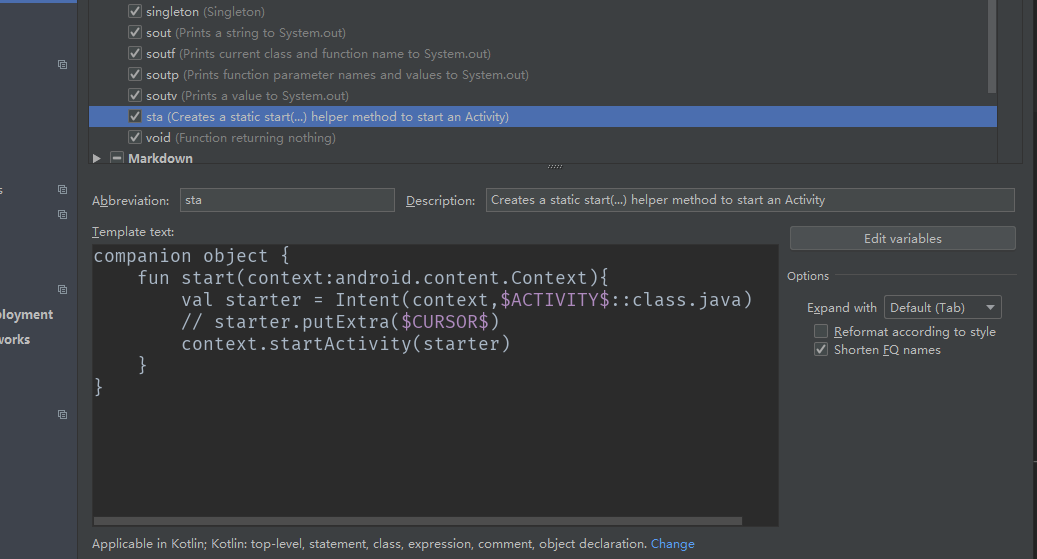 singleton (Singleton)
sout (Prints a string to System.out)
soutf (Prints current class and function name to System.out)
soutp (Prints function parameter names and values to System.out)
soutv (Prints a value to System.out)
sta (Creates a static start(...) helper method to start an Activity)
void (Function returning nothing)
Markdown
s
ployment
works
Abbreviation: sta Description: Creates a static start(...) helper method to start an Activity
Template text:
Edit variables
companion object {
    fun start(context:android.content.Context){
        val starter = Intent(context,$ACTIVITY$::class.java)
        // starter.putExtra($CURSOR$)
        context.startActivity(starter)
    }
}
Options
Expand with Default (Tab)
Reformat according to style
Shorten FQ names
Applicable in Kotlin; Kotlin: top-level, statement, class, expression, comment, object declaration. Change